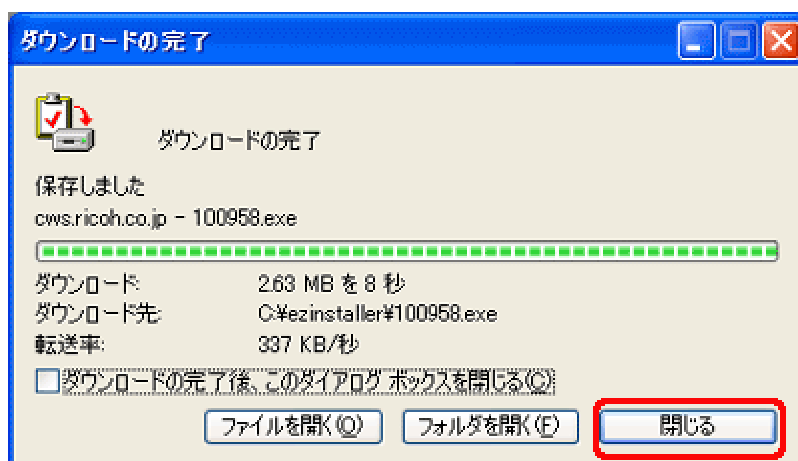 ダウンロードの完了
ダウンロードの完了
保存しました
cws.ricoh.co.jp - 100958.exe
ダウンロード: 2.63 MB を 8 秒
ダウンロード先: C:¥ezinstaller¥100958.exe
転送率: 337 KB/秒
ダウンロードの完了後、このダイアログ ボックスを閉じる(C)
ファイルを開く(O) フォルダを開く(F) 閉じる